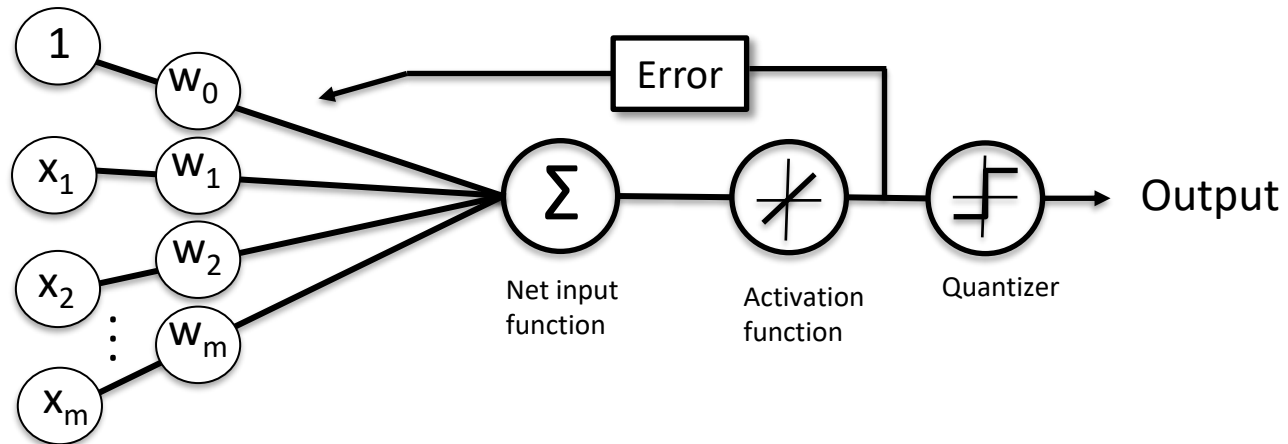 1
w₀
Error
x₁
w₁
Σ
Output
x₂
w₂
Net input
function
Activation
function
Quantizer
⋮
wₘ
xₘ